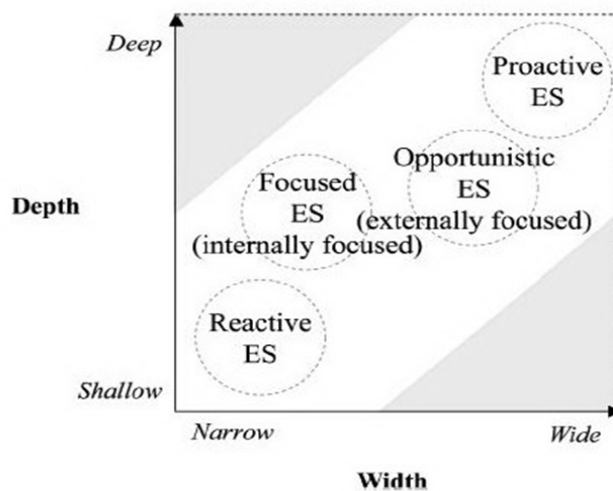 Deep
Proactive
ES
Opportunistic
ES
(externally focused)
Focused
ES
(internally focused)
Depth
Reactive
ES
Shallow
Narrow
Wide
Width